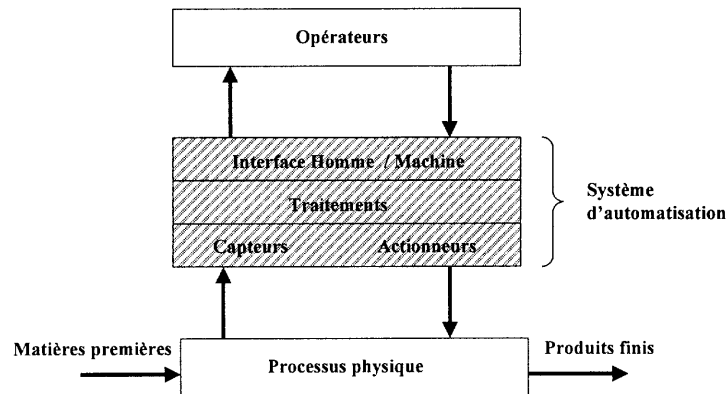 Opérateurs
Interface Homme / Machine
Traitements
Capteurs
Actionneurs
Système
d'automatisation
Matières premières
Processus physique
Produits finis